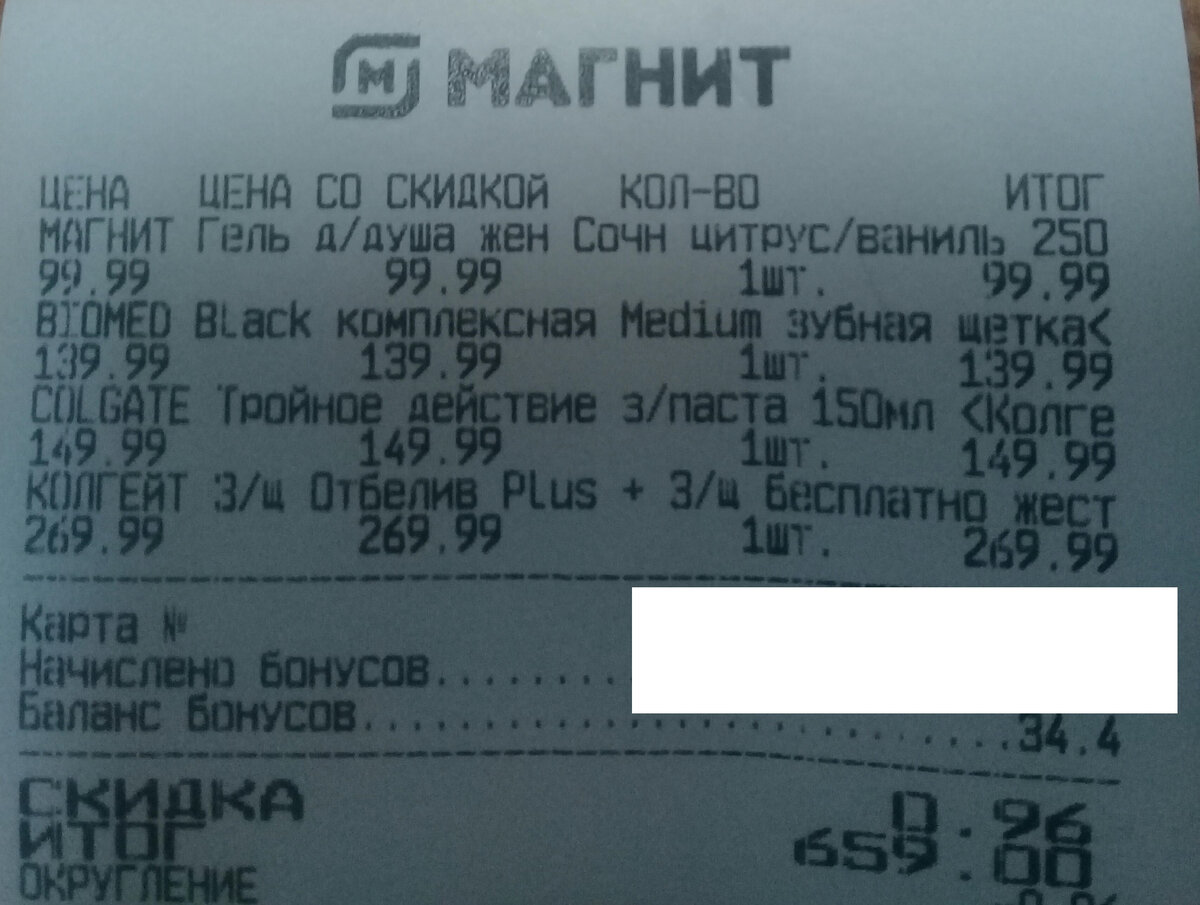 МАГНИТ
ЦЕНА ЦЕНА СО СКИДКОЙ КОЛ-ВО ИТОГ
МАГНИТ Гель д/душа жен Сочн цитрус/ваниль 250
99.99 99.99 1шт. 99.99
BIOMED BLack комплексная Medium зубная щетка<
139.99 139.99 1шт. 139.99
COLGATE Тройное действие з/паста 150мл <Колге
149.99 149.99 1шт. 149.99
КОЛГЕЙТ З/щ Отбелив PLus + З/щ бесплатно жест
269.99 269.99 1шт. 269.99
Карта №
Начислено бонусов.........
Баланс бонусов..............................34.4
СКИДКА 0.96
ИТОГ 659.00
ОКРУГЛЕНИЕ